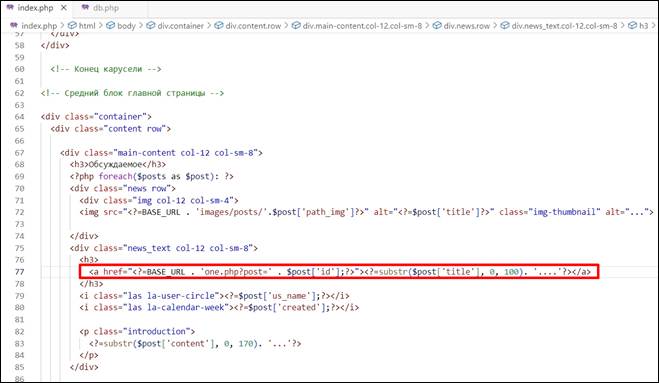 index.php × db.php
index.php > html > body > div.container > div.content.row > div.main-content.col-12.col-sm-8 > div.news.row > div.news_text.col-12.col-sm-8 > h3
57 </div>
58 </div>
59
60 <!-- Конец карусели -->
61
62 <!-- Средний блок главной страницы -->
63
64 <div class="container">
65 <div class="content row">
66
67 <div class="main-content col-12 col-sm-8">
68 <h3>Обсуждаемое</h3>
69 <?php foreach($posts as $post): ?>
70 <div class="news row">
71 <div class="img col-12 col-sm-4">
72 <img src="<?=BASE_URL . 'images/posts/'.$post['path_img']?>" alt="<?=$post['title']?>" class="img-thumbnail" alt="...">
73
74 </div>
75 <div class="news_text col-12 col-sm-8">
76 <h3>
77 <a href="<?=BASE_URL . 'one.php?post=' . $post['id'];?>"><?=substr($post['title'], 0, 100). '....'?></a>
78 </h3>
79 <i class="las la-user-circle"><?=$post['us_name'];?></i>
80 <i class="las la-calendar-week"><?=$post['created'];?></i>
81
82 <p class="introduction">
83 <?=substr($post['content'], 0, 170). '...'?>
84 </p>
85 </div>
86